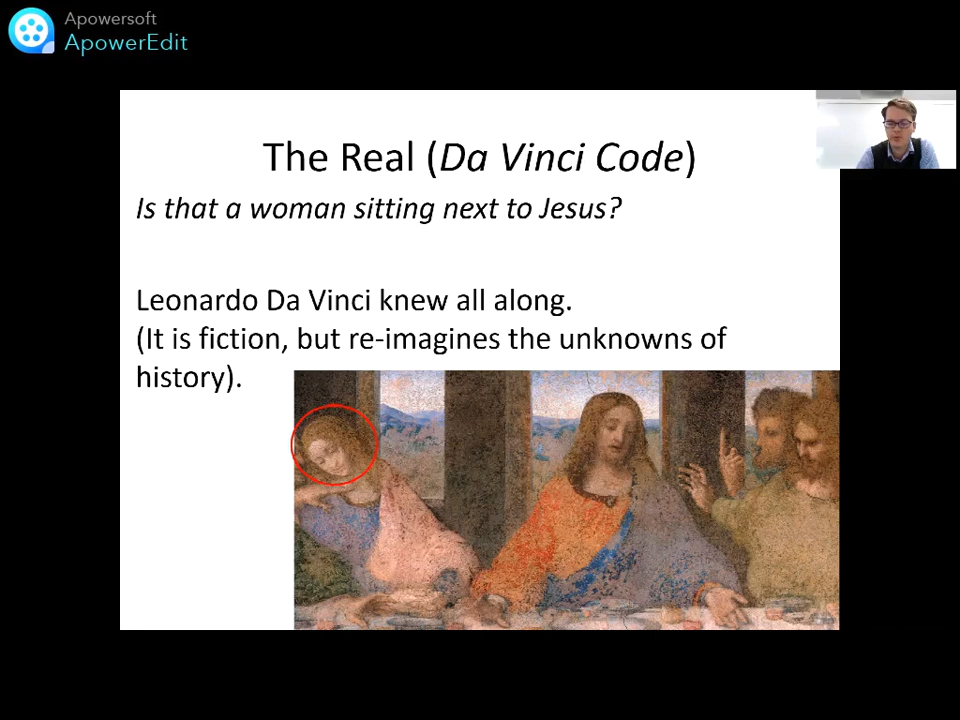 Apowersoft
ApowerEdit
The Real (Da Vinci Code)
Is that a woman sitting next to Jesus?
Leonardo Da Vinci knew all along.
(It is fiction, but re-imagines the unknowns of
history).